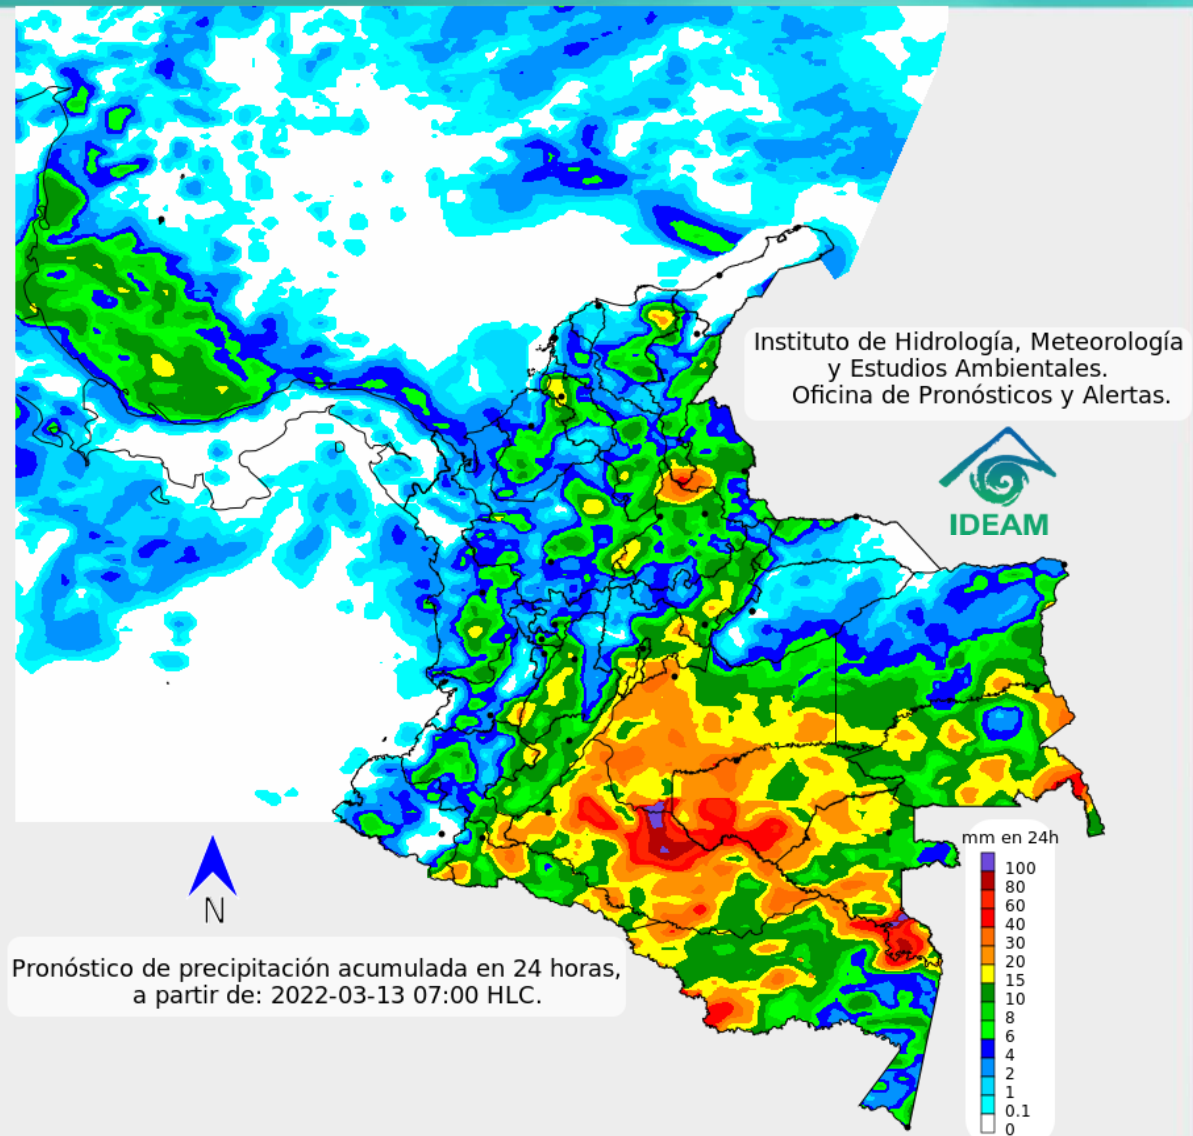 Instituto de Hidrología, Meteorología
y Estudios Ambientales.
Oficina de Pronósticos y Alertas.
IDEAM
mm en 24h
100
80
60
40
30
20
15
10
8
6
4
2
1
0.1
0
N
Pronóstico de precipitación acumulada en 24 horas,
a partir de: 2022-03-13 07:00 HLC.